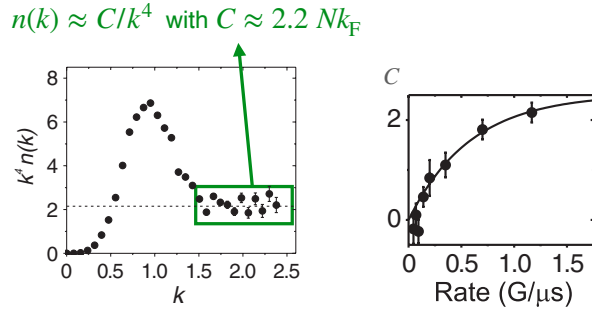 n(k) ≈ C/k⁴ with C ≈ 2.2 Nk_F
8
6
4
2
0
k⁴ n(k)
0 0.5 1.0 1.5 2.0 2.5
k
C
2
0
0 0.5 1.0 1.5
Rate (G/μs)